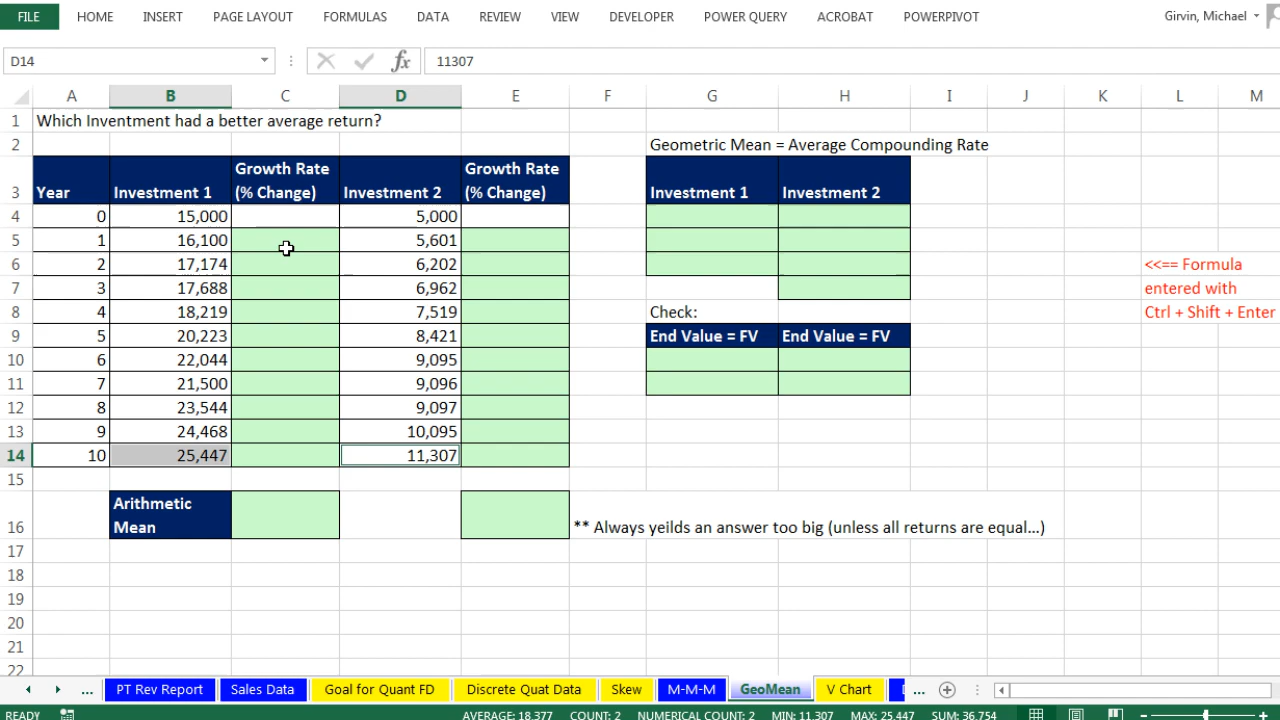 FILE HOME INSERT PAGE LAYOUT FORMULAS DATA REVIEW VIEW DEVELOPER POWER QUERY ACROBAT POWERPIVOT Girvin, Michael
D14 fx 11307
A B C D E F G H I J K L M
1 Which Inventment had a better average return?
2 Geometric Mean = Average Compounding Rate
3 Year Investment 1 Growth Rate (% Change) Investment 2 Growth Rate (% Change) Investment 1 Investment 2
4 0 15,000 5,000
5 1 16,100 5,601
6 2 17,174 6,202 <<== Formula
7 3 17,688 6,962 entered with
8 4 18,219 7,519 Check: Ctrl + Shift + Enter
9 5 20,223 8,421 End Value = FV End Value = FV
10 6 22,044 9,095
11 7 21,500 9,096
12 8 23,544 9,097
13 9 24,468 10,095
14 10 25,447 11,307
15
16 Arithmetic Mean ** Always yeilds an answer too big (unless all returns are equal...)
17
18
19
20
21
22
... PT Rev Report Sales Data Goal for Quant FD Discrete Quat Data Skew M-M-M GeoMean V Chart ...
READY AVERAGE: 18,377 COUNT: 2 NUMERICAL COUNT: 2 MIN: 11,307 MAX: 25,447 SUM: 36,754